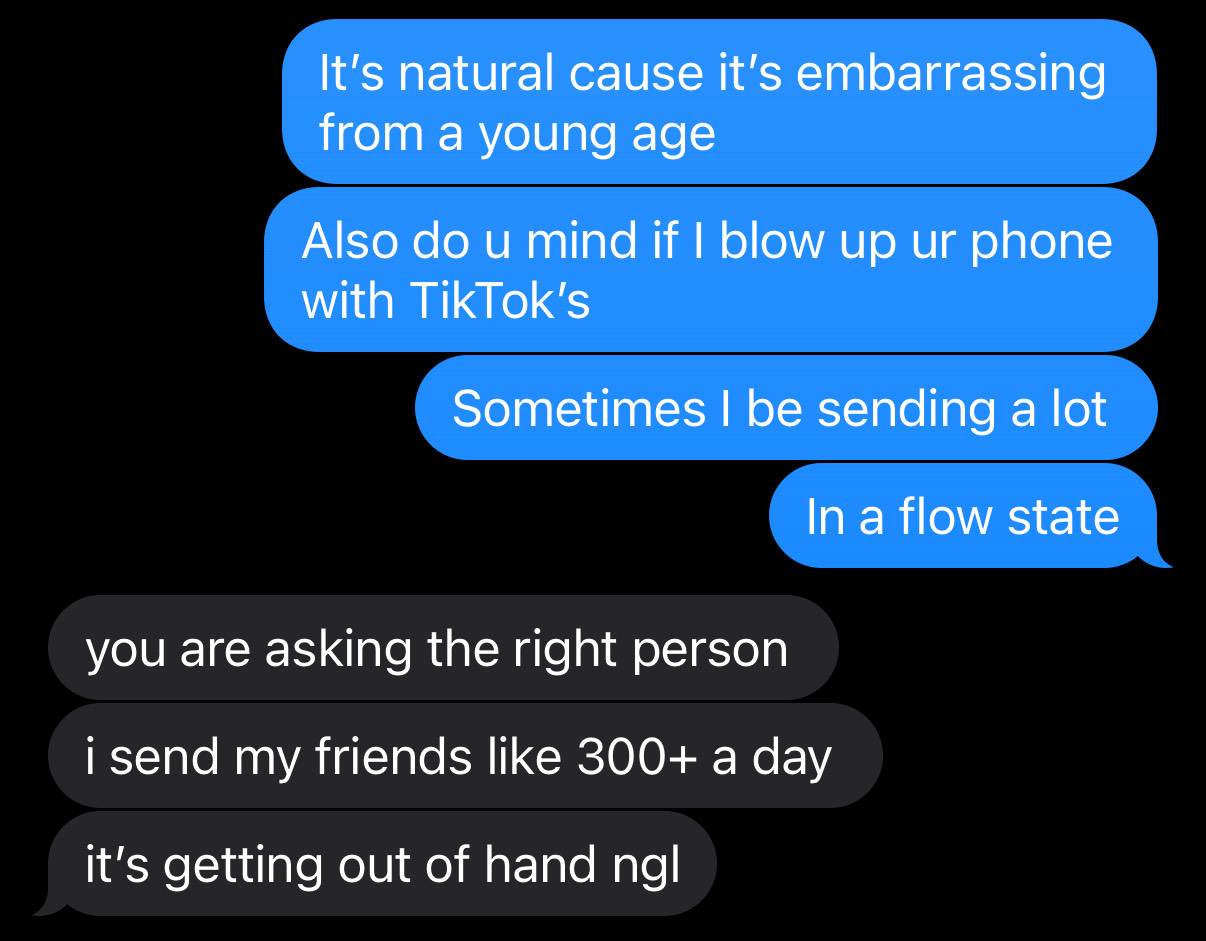 It’s natural cause it’s embarrassing
from a young age
Also do u mind if I blow up ur phone
with TikTok’s
Sometimes I be sending a lot
In a flow state
you are asking the right person
i send my friends like 300+ a day
it’s getting out of hand ngl